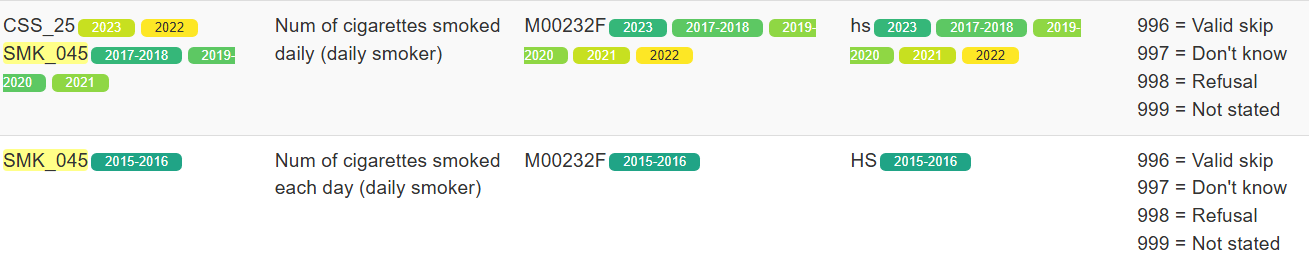 CSS_25 2023 2022
SMK_045 2017-2018 2019-
2020 2021
Num of cigarettes smoked
daily (daily smoker)
M00232F 2023 2017-2018 2019-
2020 2021 2022
hs 2023 2017-2018 2019-
2020 2021 2022
996 = Valid skip
997 = Don't know
998 = Refusal
999 = Not stated
SMK_045 2015-2016
Num of cigarettes smoked
each day (daily smoker)
M00232F 2015-2016
HS 2015-2016
996 = Valid skip
997 = Don't know
998 = Refusal
999 = Not stated